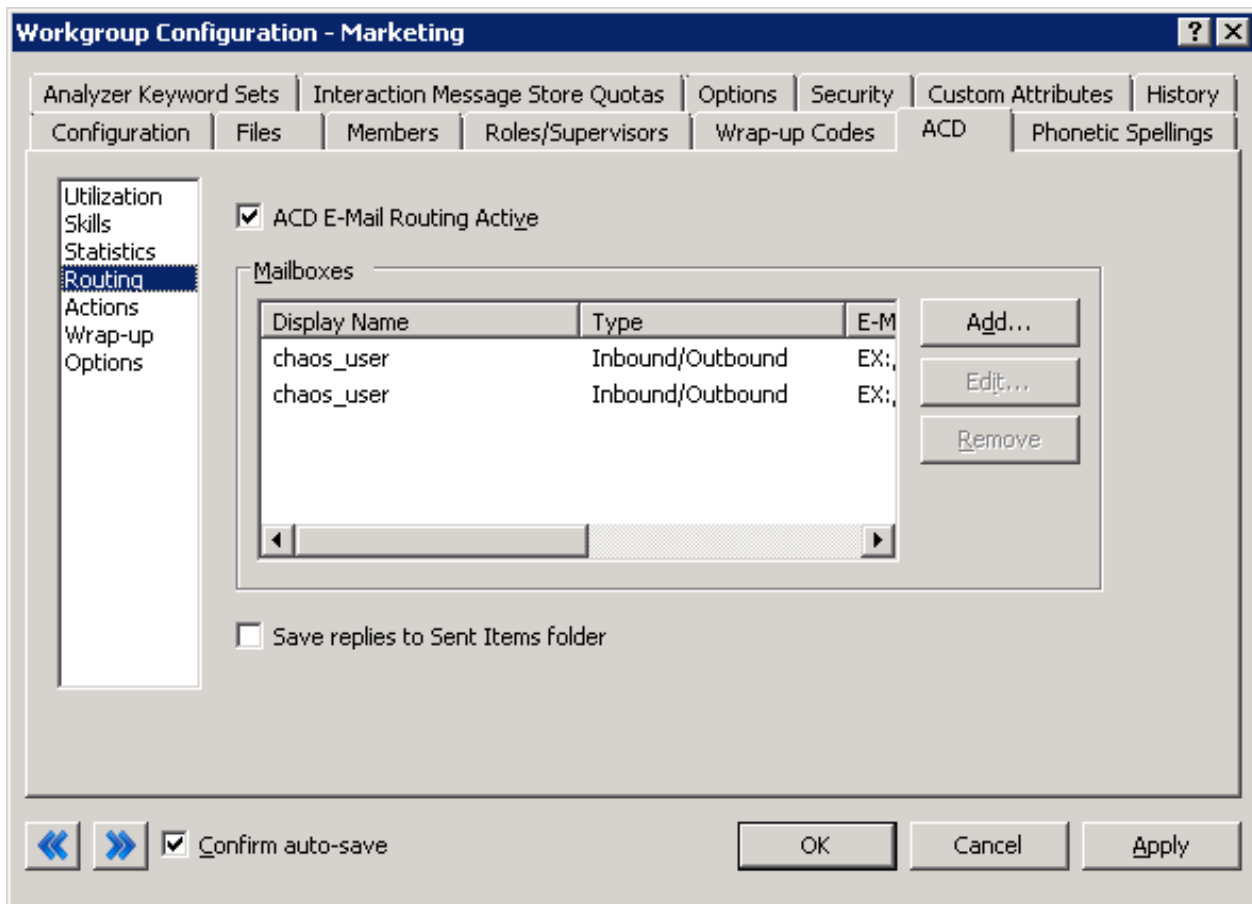 Workgroup Configuration - Marketing
Analyzer Keyword Sets Interaction Message Store Quotas Options Security Custom Attributes History
Configuration Files Members Roles/Supervisors Wrap-up Codes ACD Phonetic Spellings
Utilization
Skills
Statistics
Routing
Actions
Wrap-up
Options
ACD E-Mail Routing Active
Mailboxes
Display Name Type E-M
chaos_user Inbound/Outbound EX:
chaos_user Inbound/Outbound EX:
Add...
Edit...
Remove
Save replies to Sent Items folder
Confirm auto-save
OK Cancel Apply